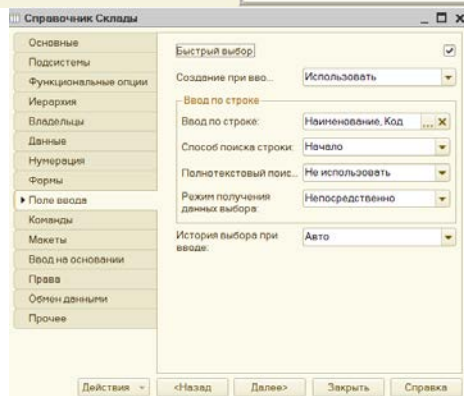 Справочник Склады
Основные
Подсистемы
Функциональные опции
Иерархия
Владельцы
Данные
Нумерация
Формы
Поле ввода
Команды
Макеты
Ввод на основании
Права
Обмен данными
Прочее
Быстрый выбор
Создание при вво... Использовать
Ввод по строке
Ввод по строке: Наименование, Код ...
Способ поиска строки: Начало
Полнотекстовый поис... Не использовать
Режим получения данных выбора: Непосредственно
История выбора при вводе: Авто
Действия <Назад Далее> Закрыть Справка